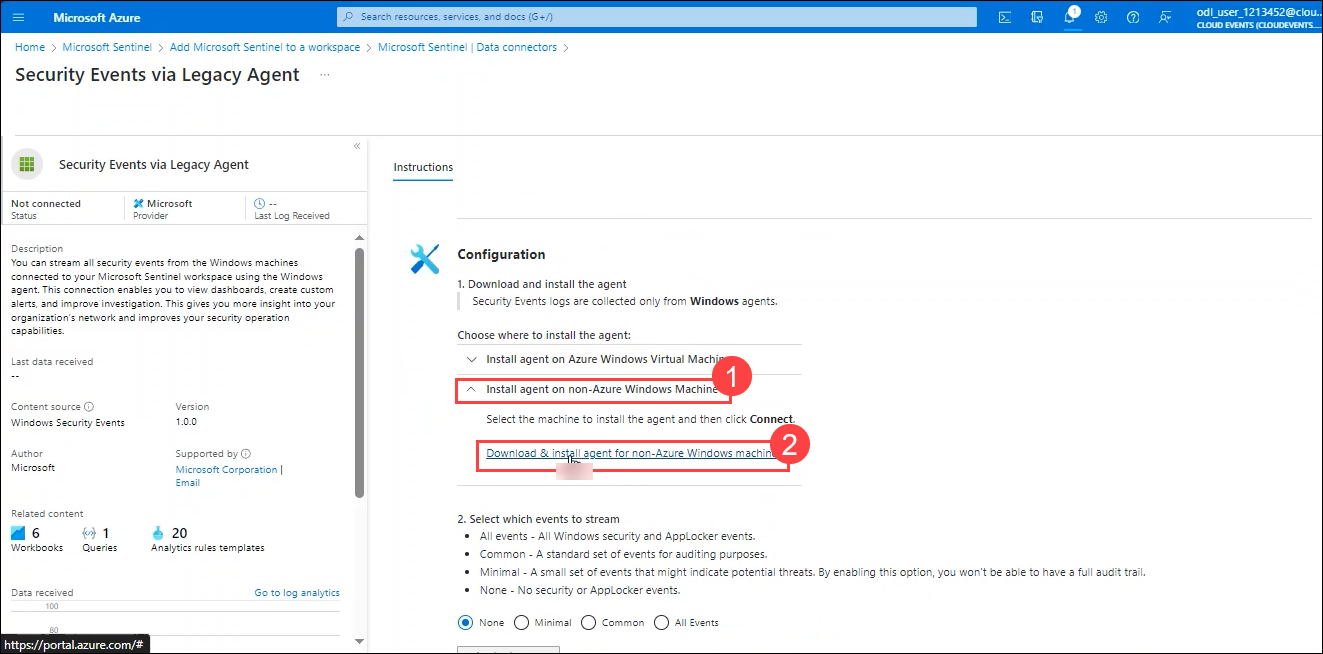 Microsoft Azure
Search resources, services, and docs (G+/)
1
odl_user_1213452@clou...
CLOUD EVENTS (CLOUDEVENTS....
Home > Microsoft Sentinel > Add Microsoft Sentinel to a workspace > Microsoft Sentinel | Data connectors >
Security Events via Legacy Agent ...
«
Security Events via Legacy Agent
Not connected
Status
Microsoft
Provider
--
Last Log Received
Description
You can stream all security events from the Windows machines
connected to your Microsoft Sentinel workspace using the Windows
agent. This connection enables you to view dashboards, create custom
alerts, and improve investigation. This gives you more insight into your
organization's network and improves your security operation
capabilities.
Last data received
--
Content source
Windows Security Events
Version
1.0.0
Author
Microsoft
Supported by
Microsoft Corporation |
Email
Related content
6
Workbooks
1
Queries
20
Analytics rules templates
Data received
Go to log analytics
100
80
https://portal.azure.com/#
Instructions
Configuration
1. Download and install the agent
Security Events logs are collected only from Windows agents.
Choose where to install the agent:
Install agent on Azure Windows Virtual Machin
Install agent on non-Azure Windows Machine
1
Select the machine to install the agent and then click Connect.
Download & install agent for non-Azure Windows machin
2
2. Select which events to stream
• All events - All Windows security and AppLocker events.
• Common - A standard set of events for auditing purposes.
• Minimal - A small set of events that might indicate potential threats. By enabling this option, you won't be able to have a full audit trail.
• None - No security or AppLocker events.
None Minimal Common All Events